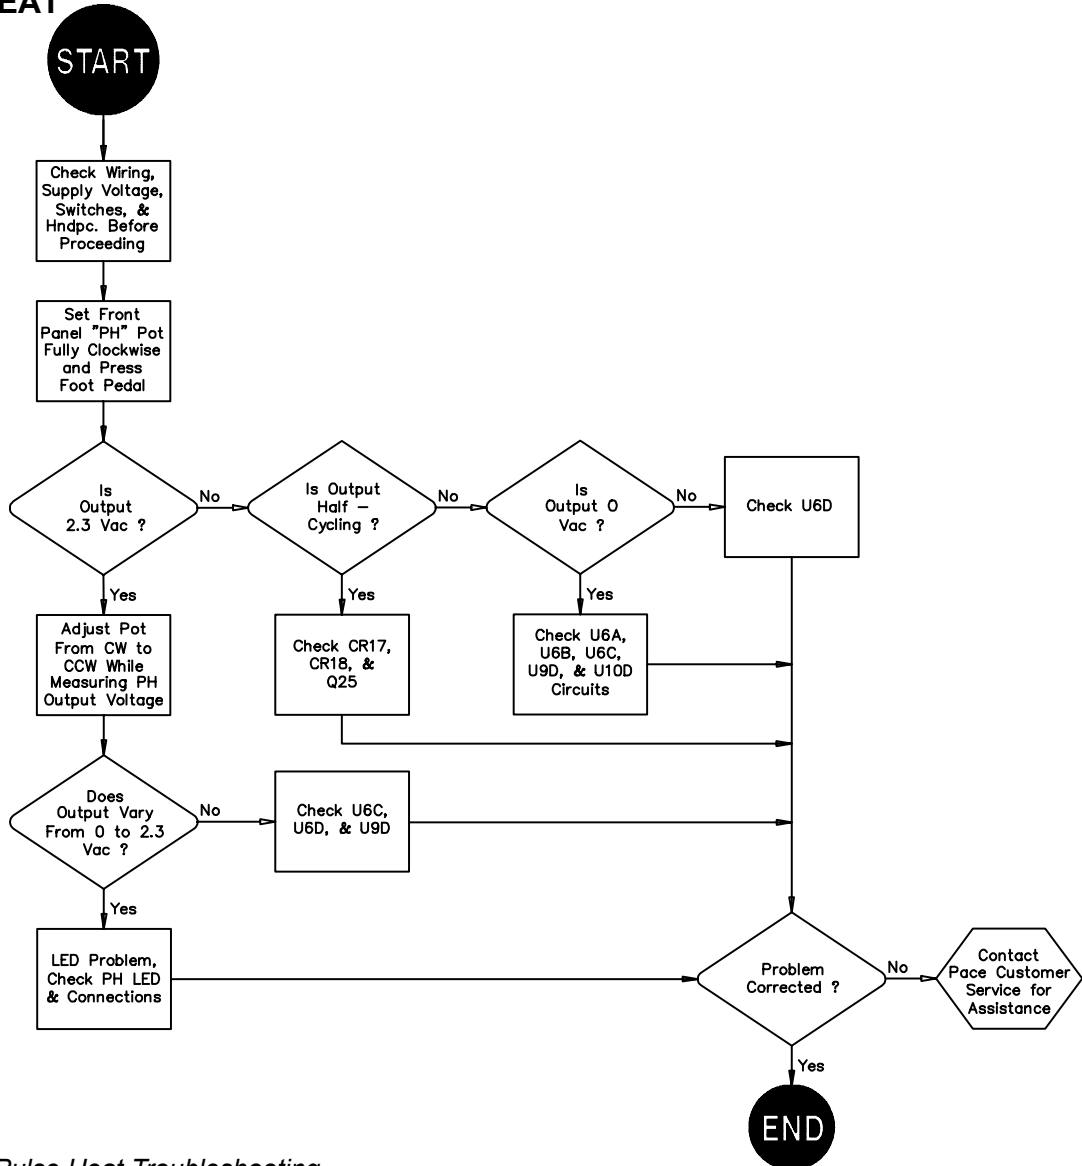 EAT
START
Check Wiring,
Supply Voltage,
Switches, &
Hndpc. Before
Proceeding
Set Front
Panel "PH" Pot
Fully Clockwise
and Press
Foot Pedal
Is
Output
2.3 Vac ?
No
Is Output
Half –
Cycling ?
No
Is
Output 0
Vac ?
No
Check U6D
Yes
Yes
Yes
Adjust Pot
From CW to
CCW While
Measuring PH
Output Voltage
Check CR17,
CR18, &
Q25
Check U6A,
U6B, U6C,
U9D, & U10D
Circuits
Does
Output Vary
From 0 to 2.3
Vac ?
No
Check U6C,
U6D, & U9D
Yes
LED Problem,
Check PH LED
& Connections
Problem
Corrected ?
No
Contact
Pace Customer
Service for
Assistance
Yes
END
Pulse Heat Troubleshooting